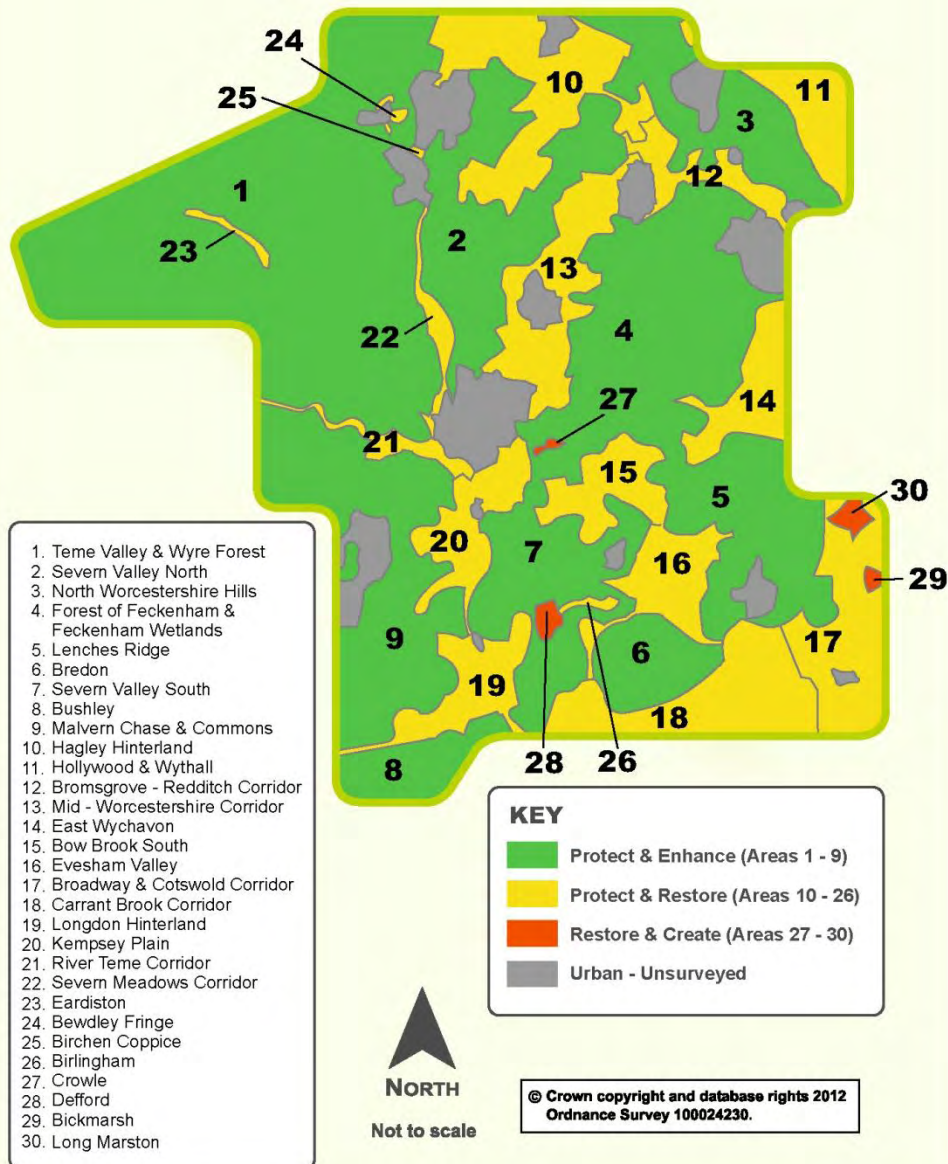 24
25
10
11
3
12
1
23
2
13
22
4
27
14
21
15
5
30
20
7
16
29
9
6
17
19
18
8
28
26
1. Teme Valley & Wyre Forest
2. Severn Valley North
3. North Worcestershire Hills
4. Forest of Feckenham &
Feckenham Wetlands
5. Lenches Ridge
6. Bredon
7. Severn Valley South
8. Bushley
9. Malvern Chase & Commons
10. Hagley Hinterland
11. Hollywood & Wythall
12. Bromsgrove - Redditch Corridor
13. Mid - Worcestershire Corridor
14. East Wychavon
15. Bow Brook South
16. Evesham Valley
17. Broadway & Cotswold Corridor
18. Carrant Brook Corridor
19. Longdon Hinterland
20. Kempsey Plain
21. River Teme Corridor
22. Severn Meadows Corridor
23. Eardiston
24. Bewdley Fringe
25. Birchen Coppice
26. Birlingham
27. Crowle
28. Defford
29. Bickmarsh
30. Long Marston
KEY
Protect & Enhance (Areas 1 - 9)
Protect & Restore (Areas 10 - 26)
Restore & Create (Areas 27 - 30)
Urban - Unsurveyed
NORTH
Not to scale
© Crown copyright and database rights 2012
Ordnance Survey 100024230.